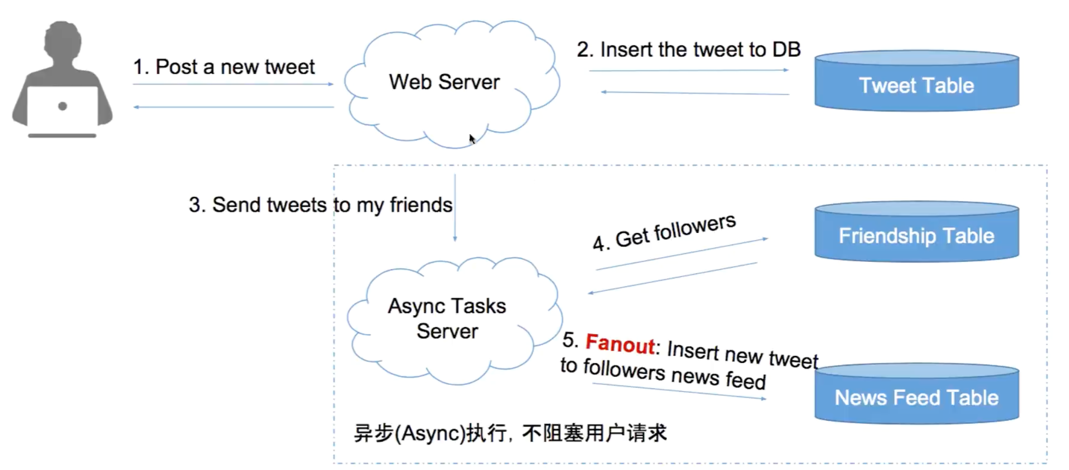 1. Post a new tweet
Web Server
2. Insert the tweet to DB
Tweet Table
3. Send tweets to my friends
4. Get followers
Friendship Table
Async Tasks
Server
5. Fanout: Insert new tweet
to followers news feed
News Feed Table
异步(Async)执行, 不阻塞用户请求